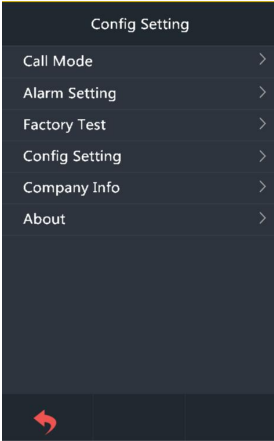 Config Setting
Call Mode
Alarm Setting
Factory Test
Config Setting
Company Info
About